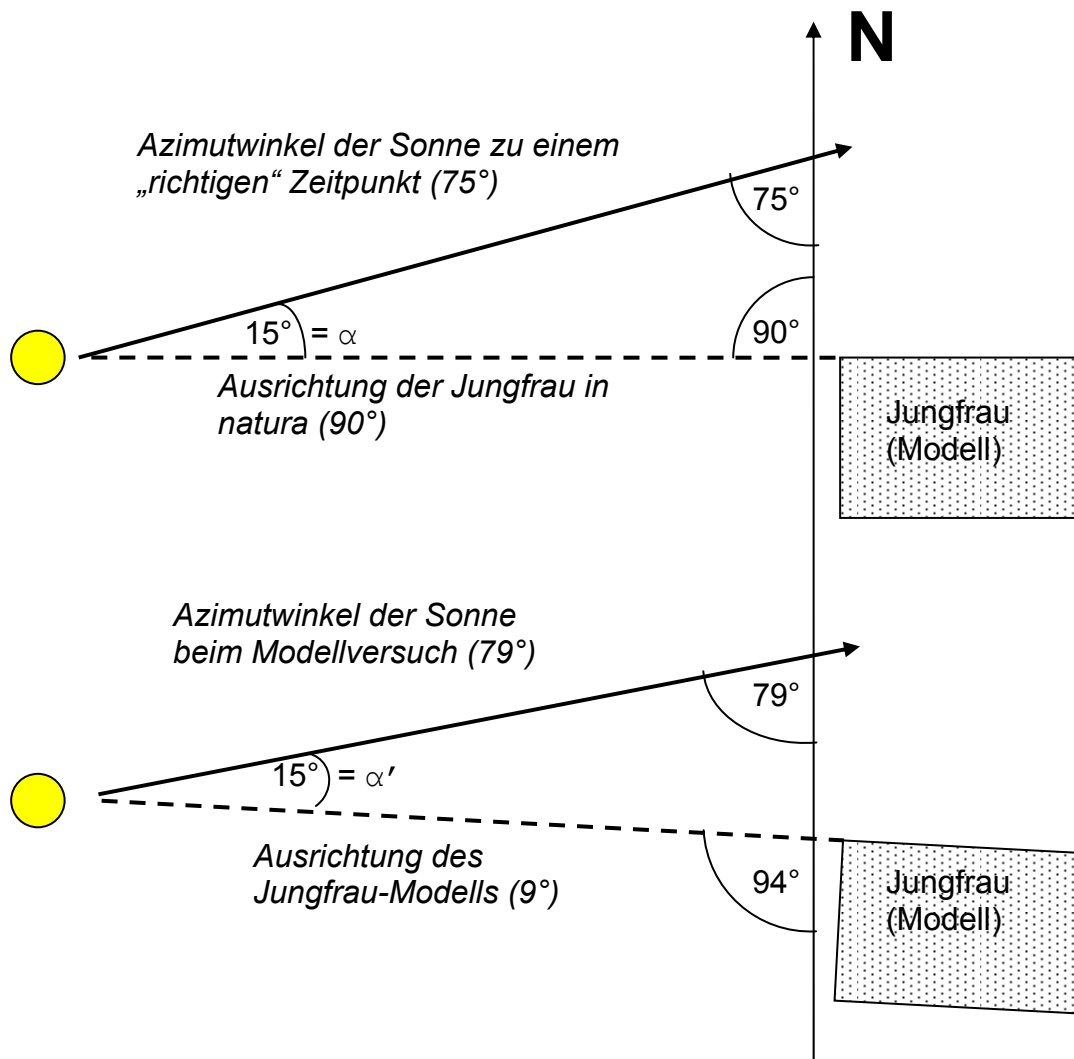 N
Azimutwinkel der Sonne zu einem
„richtigen“ Zeitpunkt (75°)
75°
15° = α
90°
Ausrichtung der Jungfrau in
natura (90°)
Jungfrau
(Modell)
Azimutwinkel der Sonne
beim Modellversuch (79°)
79°
15° = α′
Ausrichtung des
Jungfrau-Modells (9°)
94°
Jungfrau
(Modell)